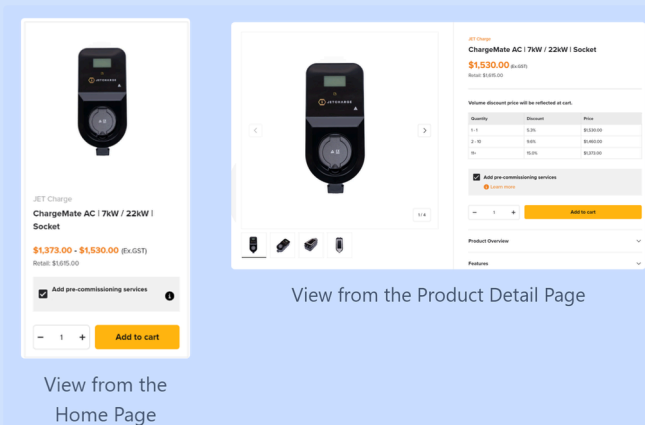 JETCHARGE
JET Charge
ChargeMate AC | 7kW / 22kW |
Socket
$1,373.00 - $1,530.00 (Ex.GST)
Retail: $1,615.00
Add pre-commissioning services
- 1 +
Add to cart
View from the
Home Page
JETCHARGE
1/4
JET Charge
ChargeMate AC | 7kW / 22kW | Socket
$1,530.00 (Ex.GST)
Retail: $1,615.00
Volume discount price will be reflected at cart.
Quantity Discount Price
1 - 1 5.3% $1,530.00
2 - 10 9.6% $1,460.00
11+ 15.0% $1,373.00
Add pre-commissioning services
Learn more
- 1 +
Add to cart
Product Overview
Features
View from the Product Detail Page